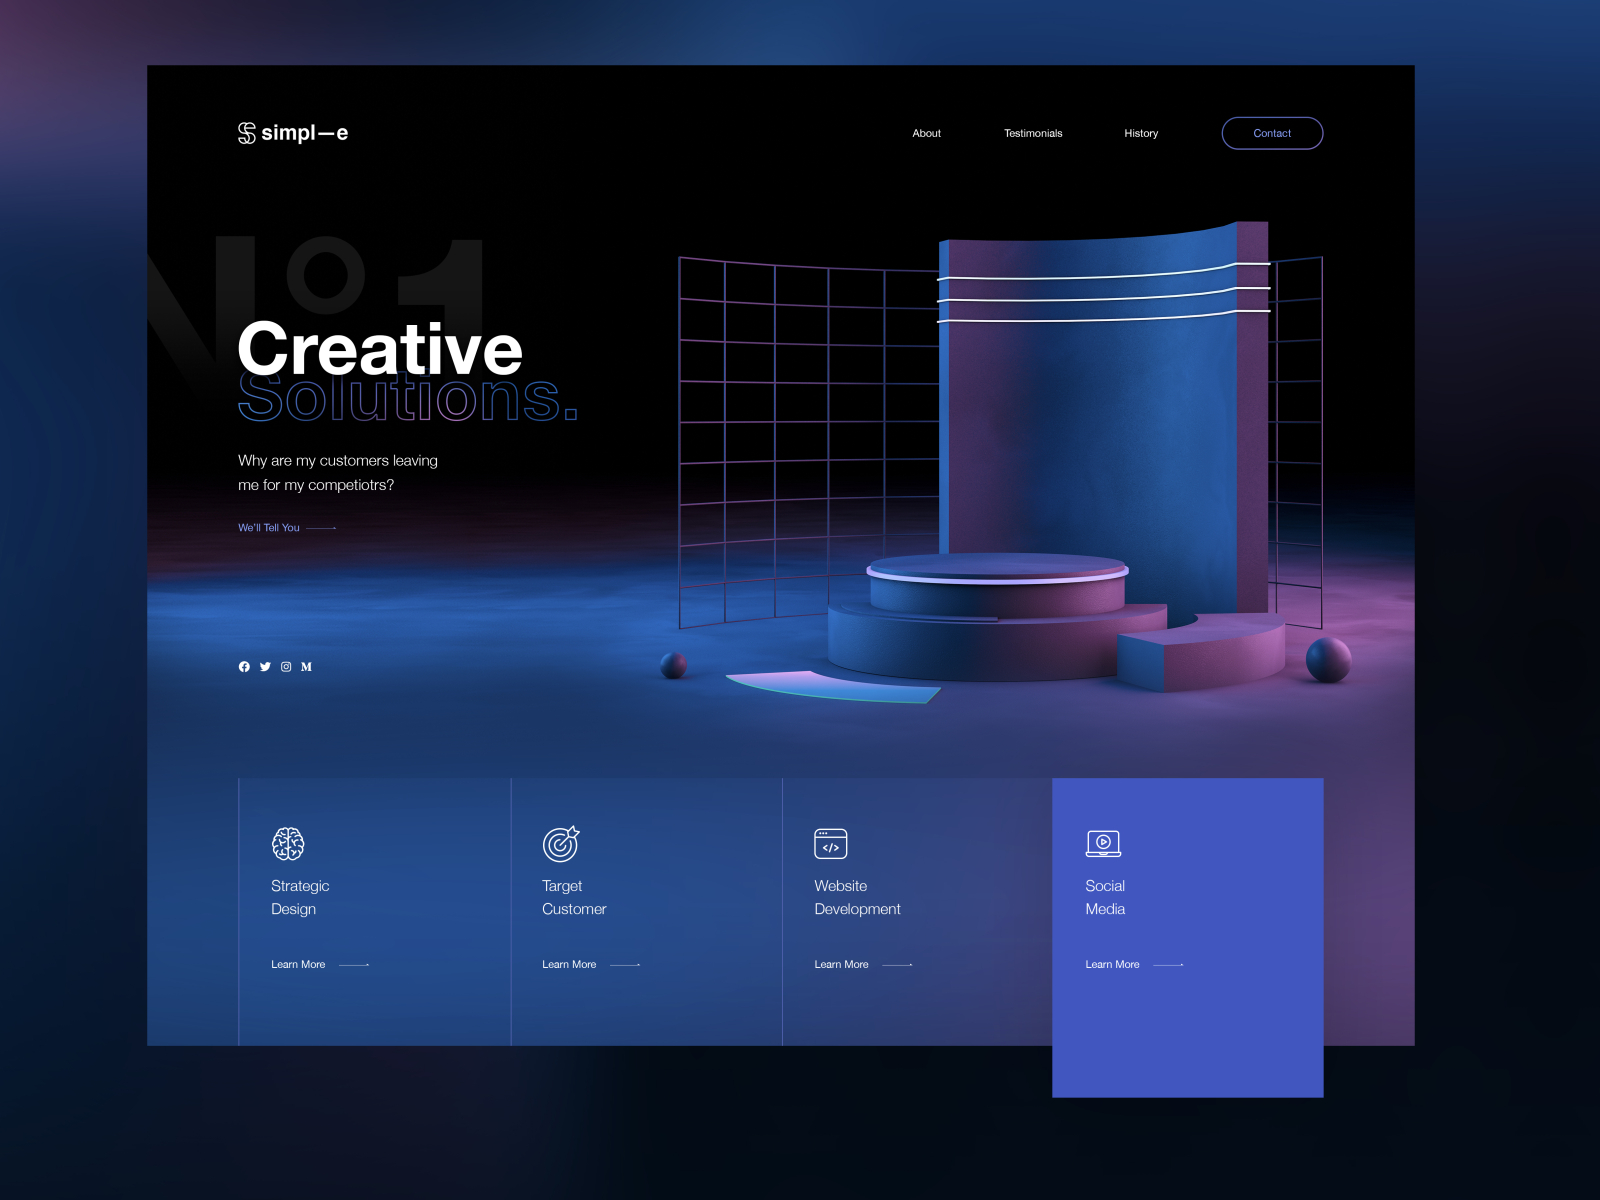 simpl—e
About
Testimonials
History
Contact
N°1
Creative
Solutions.
Why are my customers leaving
me for my competiotrs?
We'll Tell You
Strategic
Design
Learn More
Target
Customer
Learn More
Website
Development
Learn More
Social
Media
Learn More